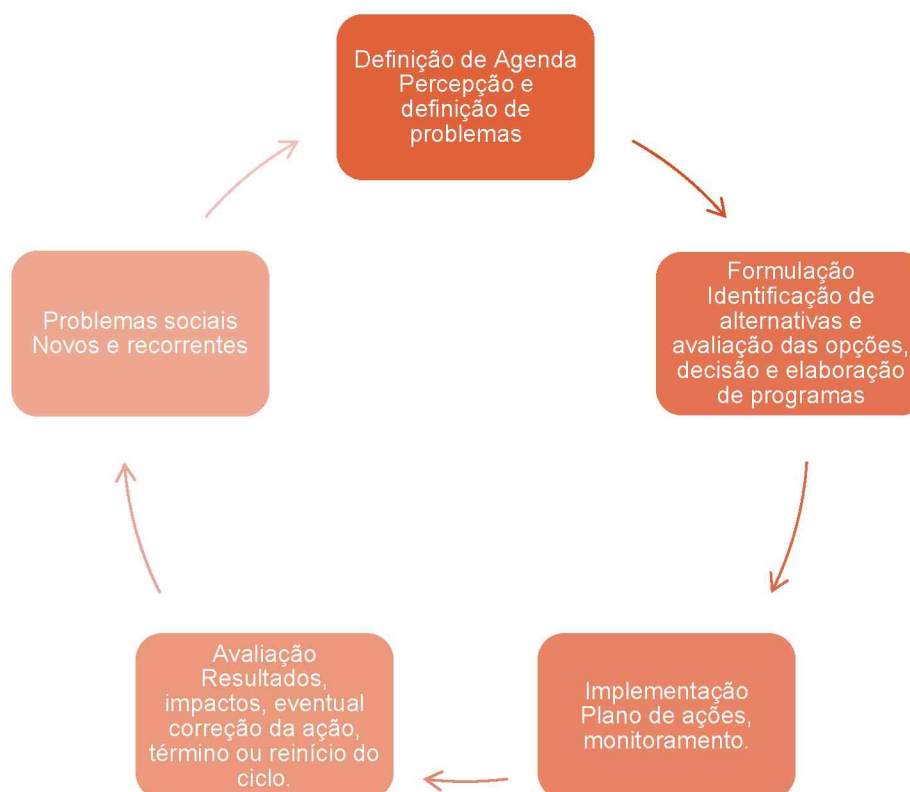 Definição de Agenda
Percepção e
definição de
problemas
Formulação
Identificação de
alternativas e
avaliação das opções,
decisão e elaboração
de programas
Implementação
Plano de ações,
monitoramento.
Avaliação
Resultados,
impactos, eventual
correção da ação,
término ou reinício do
ciclo.
Problemas sociais
Novos e recorrentes